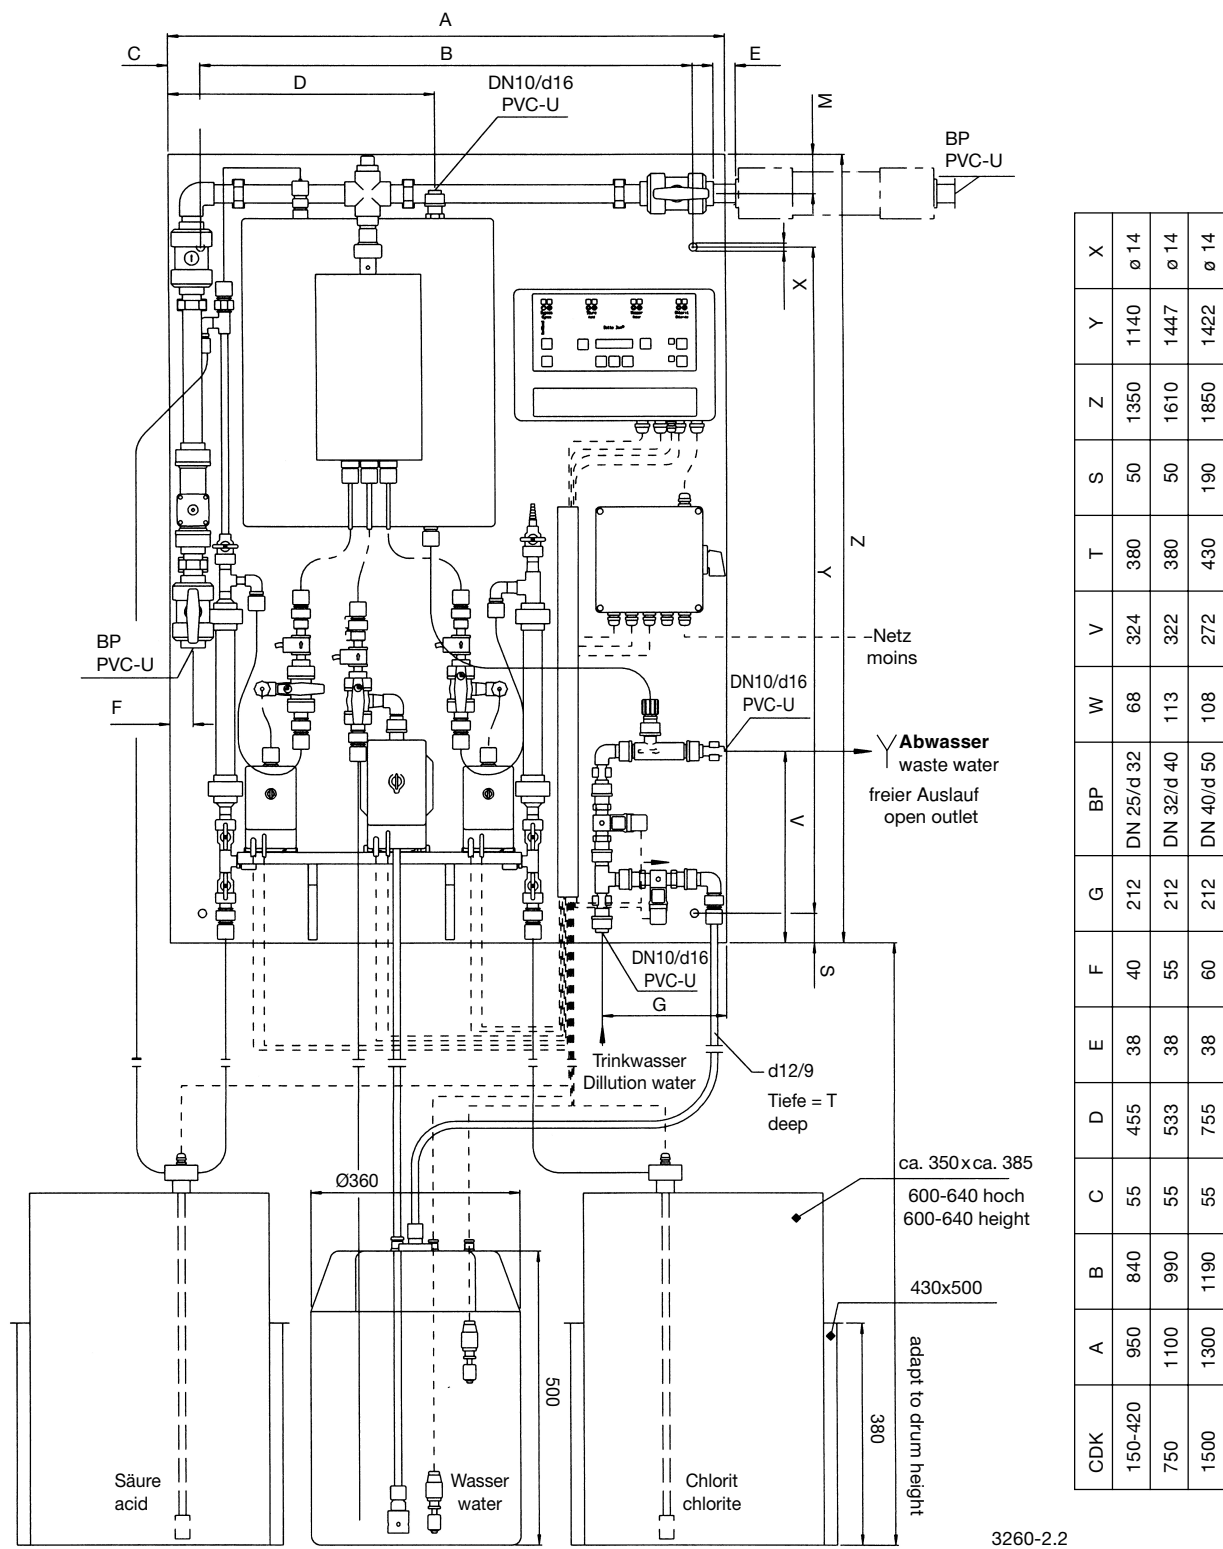 A
C
B
E
D
DN10/d16
PVC-U
M
BP
PVC-U
X
Z
Y
BP
PVC-U
F
Netz
moins
DN10/d16
PVC-U
Abwasser
waste water
freier Auslauf
open outlet
V
DN10/d16
PVC-U
S
G
Trinkwasser
Dillution water
d12/9
Tiefe = T
deep
Ø360
ca. 350 x ca. 385
600-640 hoch
600-640 height
430x500
500
380
adapt to drum height
Säure
acid
Wasser
water
Chlorit
chlorite
CDK A B C D E F G BP W V T S Z Y X
150-420 950 840 55 455 38 40 212 DN 25/d 32 68 324 380 50 1350 1140 ø 14
750 1100 990 55 533 38 55 212 DN 32/d 40 113 322 380 50 1610 1447 ø 14
1500 1300 1190 55 755 38 60 212 DN 40/d 50 108 272 430 190 1850 1422 ø 14
3260-2.2